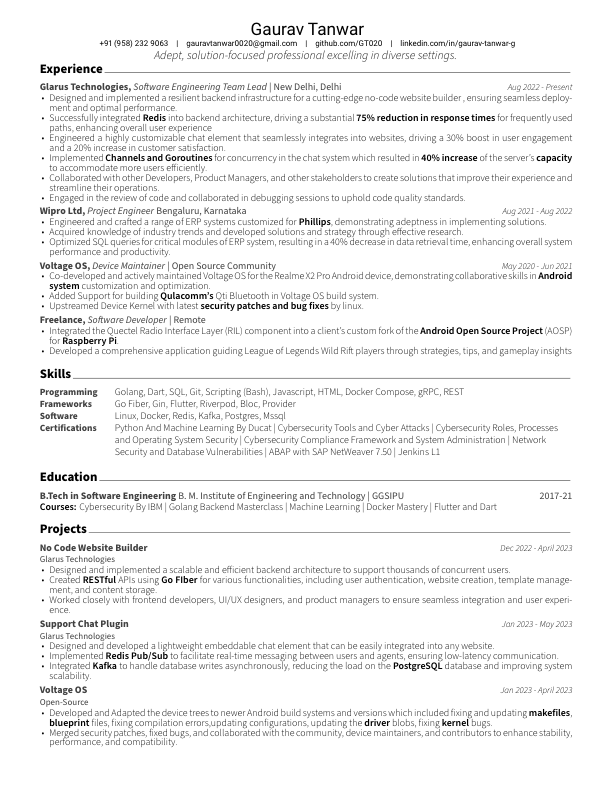 Gaurav Tanwar
+91 (958) 232 9063 | gauravtanwar0020@gmail.com | github.com/GT020 | linkedin.com/in/gaurav-tanwar-g
Adept, solution-focused professional excelling in diverse settings.
Experience
Glarus Technologies, Software Engineering Team Lead | New Delhi, Delhi Aug 2022 - Present
• Designed and implemented a resilient backend infrastructure for a cutting-edge no-code website builder , ensuring seamless deploy-
ment and optimal performance.
• Successfully integrated Redis into backend architecture, driving a substantial 75% reduction in response times for frequently used
paths, enhancing overall user experience
• Engineered a highly customizable chat element that seamlessly integrates into websites, driving a 30% boost in user engagement
and a 20% increase in customer satisfaction.
• Implemented Channels and Goroutines for concurrency in the chat system which resulted in 40% increase of the server's capacity
to accommodate more users efficiently.
• Collaborated with other Developers, Product Managers, and other stakeholders to create solutions that improve their experience and
streamline their operations.
• Engaged in the review of code and collaborated in debugging sessions to uphold code quality standards.
Wipro Ltd, Project Engineer Bengaluru, Karnataka Aug 2021 - Aug 2022
• Engineered and crafted a range of ERP systems customized for Phillips, demonstrating adeptness in implementing solutions.
• Acquired knowledge of industry trends and developed solutions and strategy through effective research.
• Optimized SQL queries for critical modules of ERP system, resulting in a 40% decrease in data retrieval time, enhancing overall system
performance and productivity.
Voltage OS, Device Maintainer | Open Source Community May 2020 - Jun 2021
• Co-developed and actively maintained Voltage OS for the Realme X2 Pro Android device, demonstrating collaborative skills in Android
system customization and optimization.
• Added Support for building Qulacomm's Qti Bluetooth in Voltage OS build system.
• Upstreamed Device Kernel with latest security patches and bug fixes by linux.
Freelance, Software Developer | Remote
• Integrated the Quectel Radio Interface Layer (RIL) component into a client's custom fork of the Android Open Source Project (AOSP)
for Raspberry Pi.
• Developed a comprehensive application guiding League of Legends Wild Rift players through strategies, tips, and gameplay insights
Skills
Programming Golang, Dart, SQL, Git, Scripting (Bash), Javascript, HTML, Docker Compose, gRPC, REST
Frameworks Go Fiber, Gin, Flutter, Riverpod, Bloc, Provider
Software Linux, Docker, Redis, Kafka, Postgres, Mssql
Certifications Python And Machine Learning By Ducat | Cybersecurity Tools and Cyber Attacks | Cybersecurity Roles, Processes
and Operating System Security | Cybersecurity Compliance Framework and System Administration | Network
Security and Database Vulnerabilities | ABAP with SAP NetWeaver 7.50 | Jenkins L1
Education
B.Tech in Software Engineering B. M. Institute of Engineering and Technology | GGSIPU 2017-21
Courses: Cybersecurity By IBM | Golang Backend Masterclass | Machine Learning | Docker Mastery | Flutter and Dart
Projects
No Code Website Builder Dec 2022 - April 2023
Glarus Technologies
• Designed and implemented a scalable and efficient backend architecture to support thousands of concurrent users.
• Created RESTful APIs using Go FIber for various functionalities, including user authentication, website creation, template manage-
ment, and content storage.
• Worked closely with frontend developers, UI/UX designers, and product managers to ensure seamless integration and user experi-
ence.
Support Chat Plugin Jan 2023 - May 2023
Glarus Technologies
• Designed and developed a lightweight embeddable chat element that can be easily integrated into any website.
• Implemented Redis Pub/Sub to facilitate real-time messaging between users and agents, ensuring low-latency communication.
• Integrated Kafka to handle database writes asynchronously, reducing the load on the PostgreSQL database and improving system
scalability.
Voltage OS Jan 2023 - April 2023
Open-Source
• Developed and Adapted the device trees to newer Android build systems and versions which included fixing and updating makefiles,
blueprint files, fixing compilation errors,updating configurations, updating the driver blobs, fixing kernel bugs.
• Merged security patches, fixed bugs, and collaborated with the community, device maintainers, and contributors to enhance stability,
performance, and compatibility.